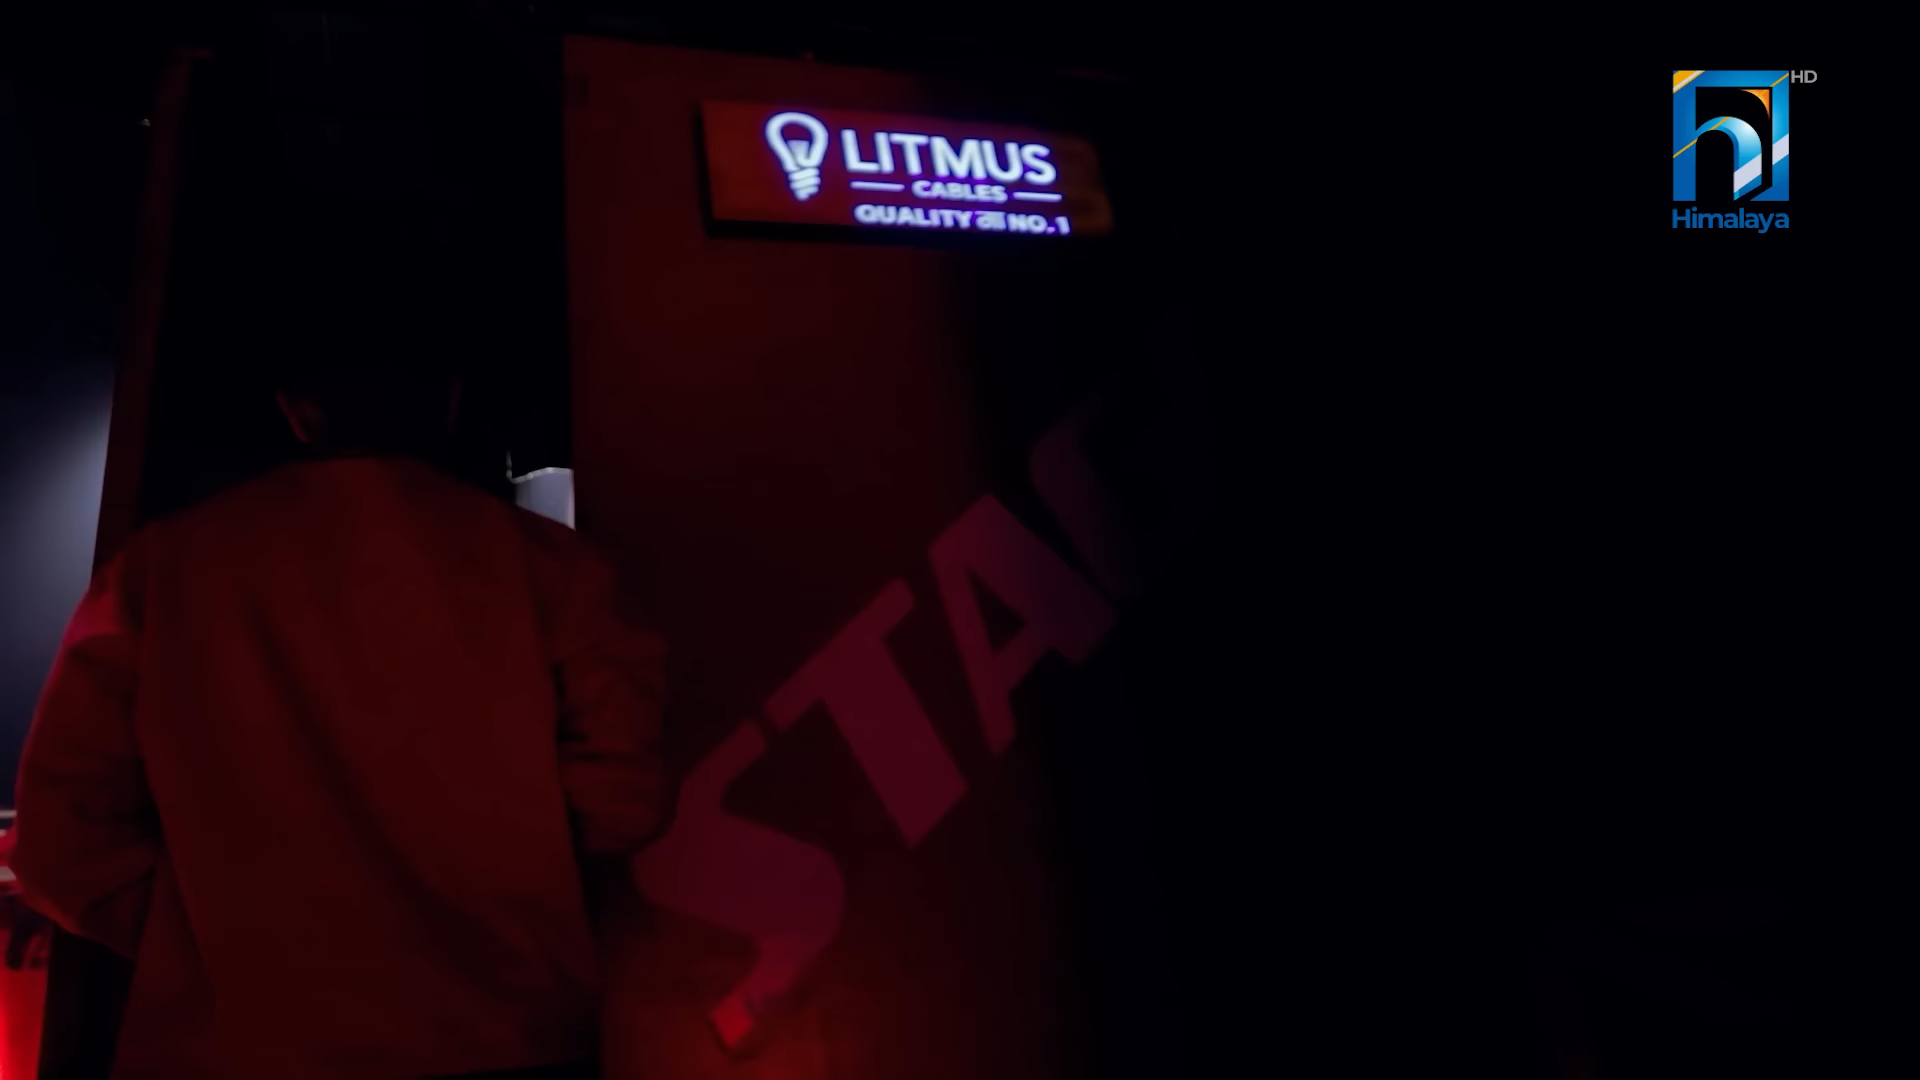 LITMUS
CABLES
QUALITY मा NO.1
STA
HD
Himalaya